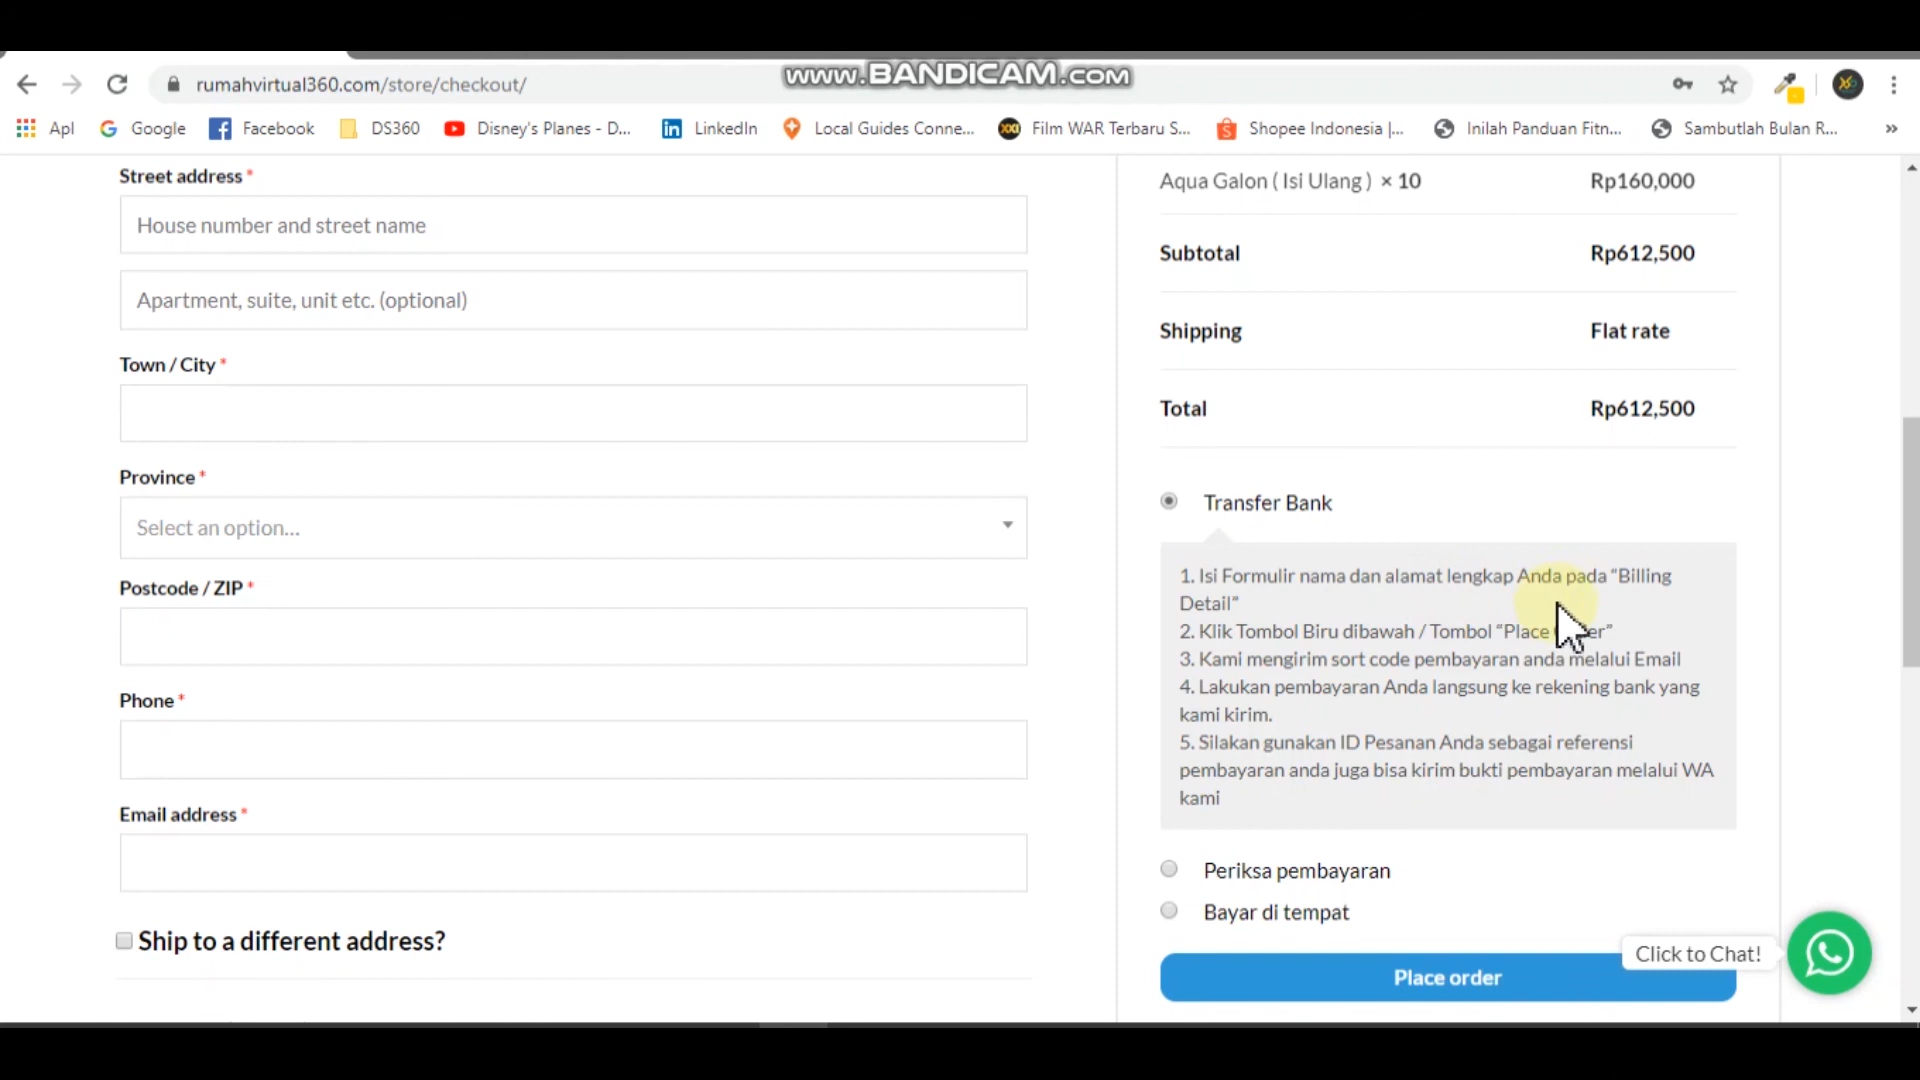 www.BANDICAM.com
rumahvirtual360.com/store/checkout/
Apl Google Facebook DS360 Disney's Planes - D... LinkedIn Local Guides Conne... Film WAR Terbaru S... Shopee Indonesia |... Inilah Panduan Fitn... Sambutlah Bulan R... »
Street address *
House number and street name
Apartment, suite, unit etc. (optional)
Town / City *
Province *
Select an option...
Postcode / ZIP *
Phone *
Email address *
Ship to a different address?
Aqua Galon ( Isi Ulang ) × 10 Rp160,000
Subtotal Rp612,500
Shipping Flat rate
Total Rp612,500
Transfer Bank
1. Isi Formulir nama dan alamat lengkap Anda pada “Billing
Detail”
2. Klik Tombol Biru dibawah / Tombol “Place
3. Kami mengirim sort code pembayaran anda melalui Email
4. Lakukan pembayaran Anda langsung ke rekening bank yang
kami kirim.
5. Silakan gunakan ID Pesanan Anda sebagai referensi
pembayaran anda juga bisa kirim bukti pembayaran melalui WA
kami
Periksa pembayaran
Bayar di tempat
Click to Chat!
Place order